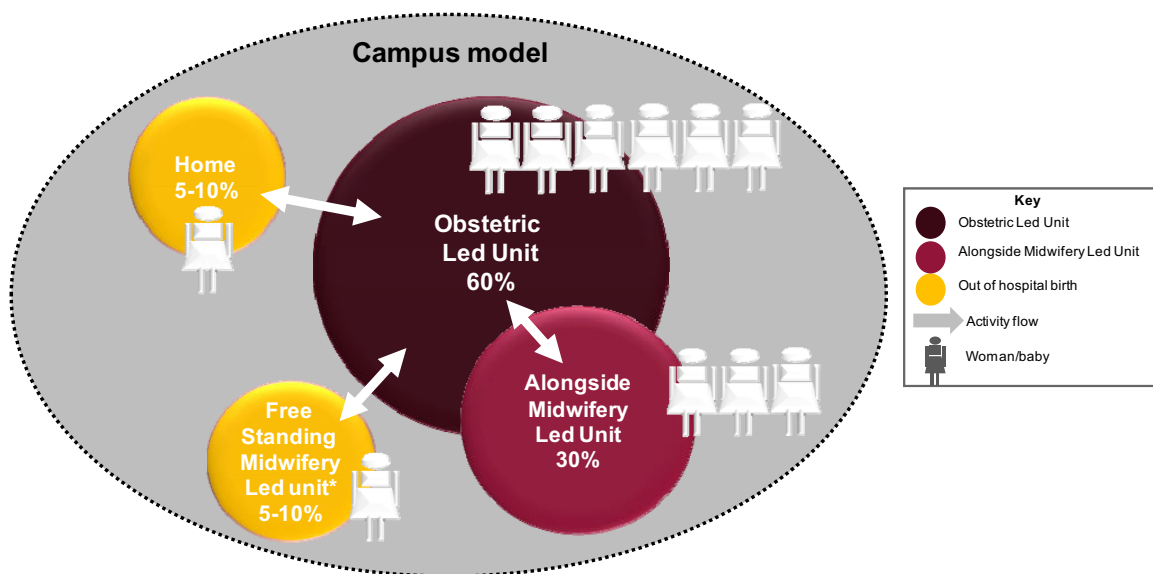 Campus model
Home
5-10%
Obstetric
Led Unit
60%
Alongside
Midwifery
Led Unit
30%
Free
Standing
Midwifery
Led unit*
5-10%
Key
Obstetric Led Unit
Alongside Midwifery Led Unit
Out of hospital birth
Activity flow
Woman/baby